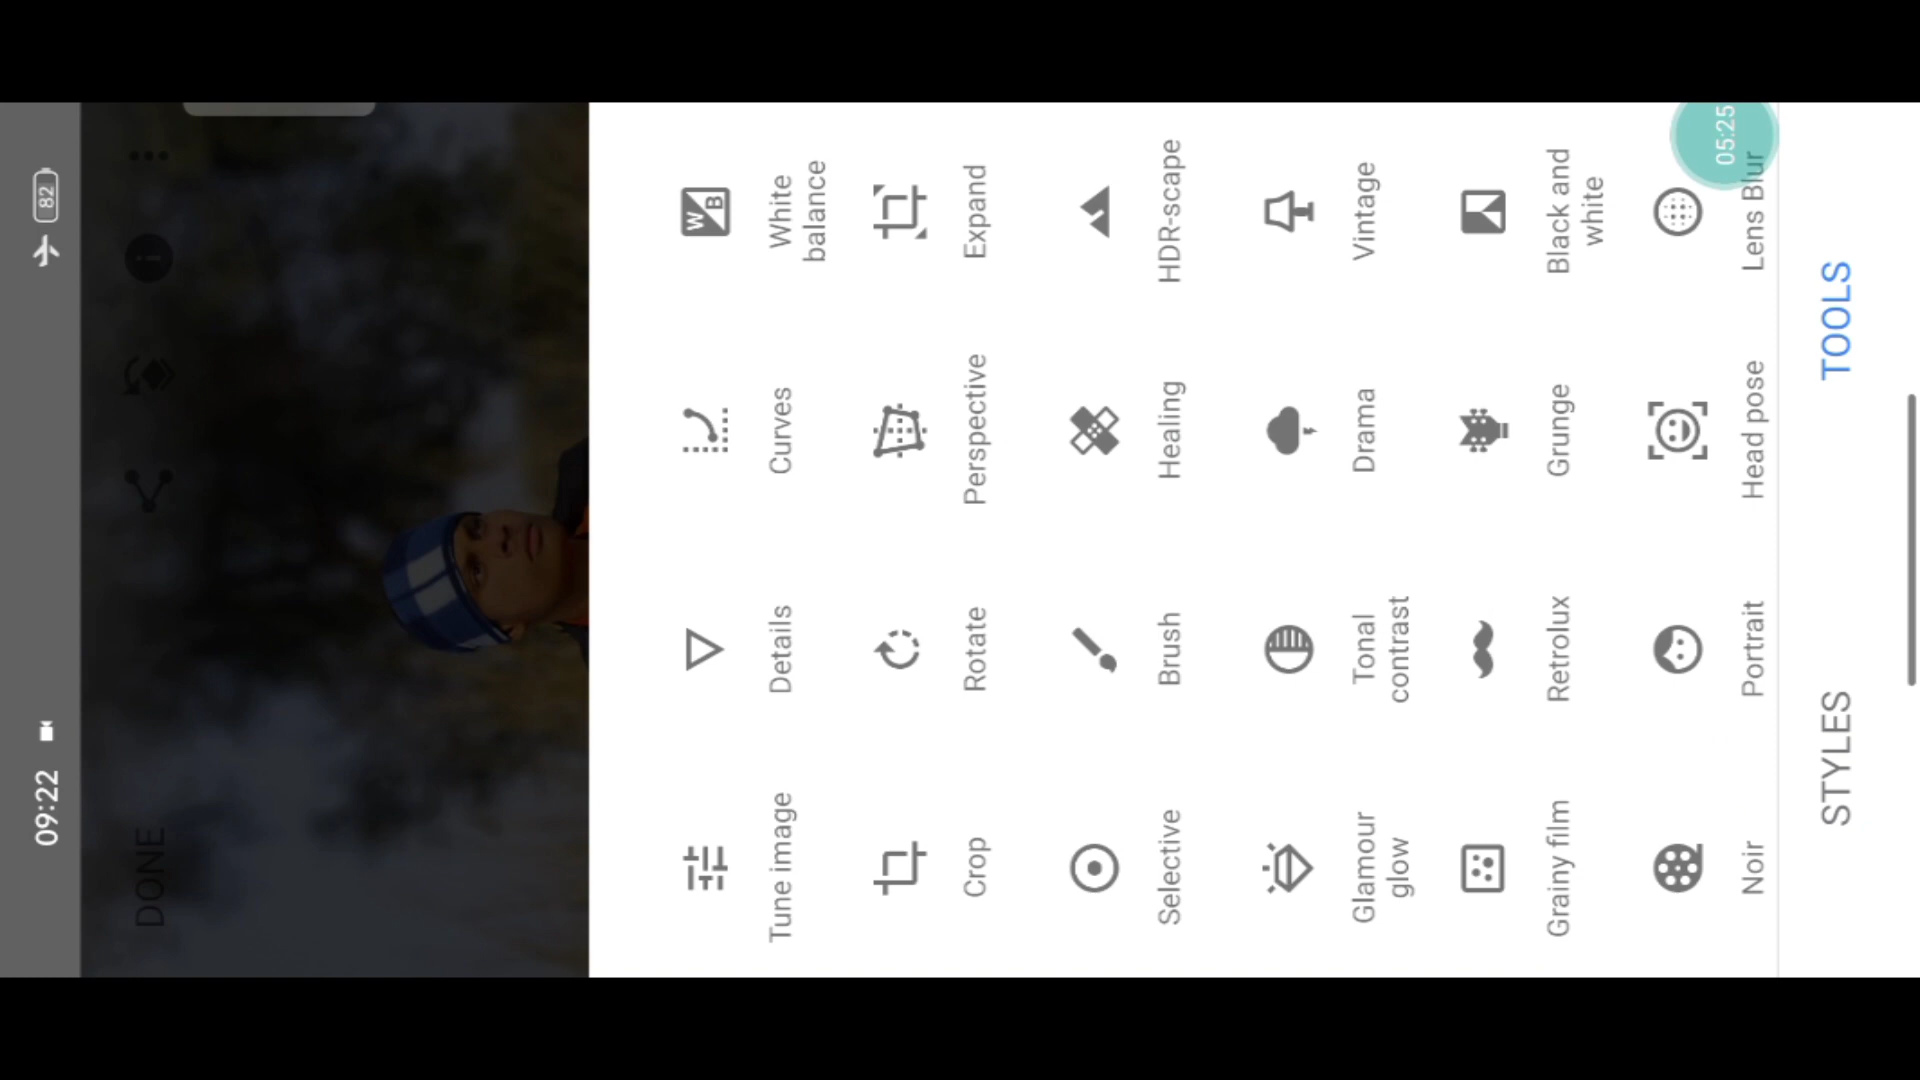 09:22
82
DONE
Tune image
Details
Curves
White
balance
Crop
Rotate
Perspective
Expand
Selective
Brush
Healing
HDR-scape
Glamour
glow
Tonal
contrast
Drama
Vintage
Grainy film
Retrolux
Grunge
Black and
white
Noir
Portrait
Head pose
Lens Blur
05:25
STYLES
TOOLS